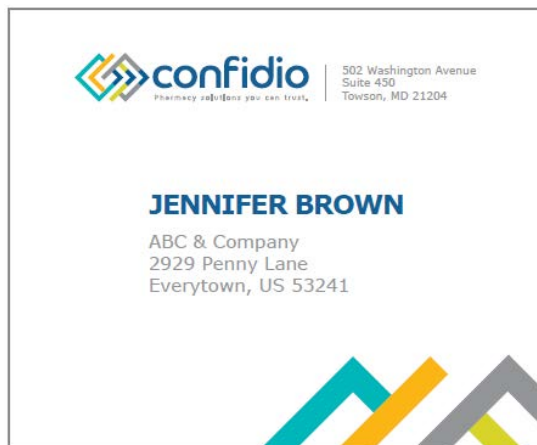 confidio
Pharmacy solutions you can trust.
502 Washington Avenue
Suite 450
Towson, MD 21204
JENNIFER BROWN
ABC & Company
2929 Penny Lane
Everytown, US 53241